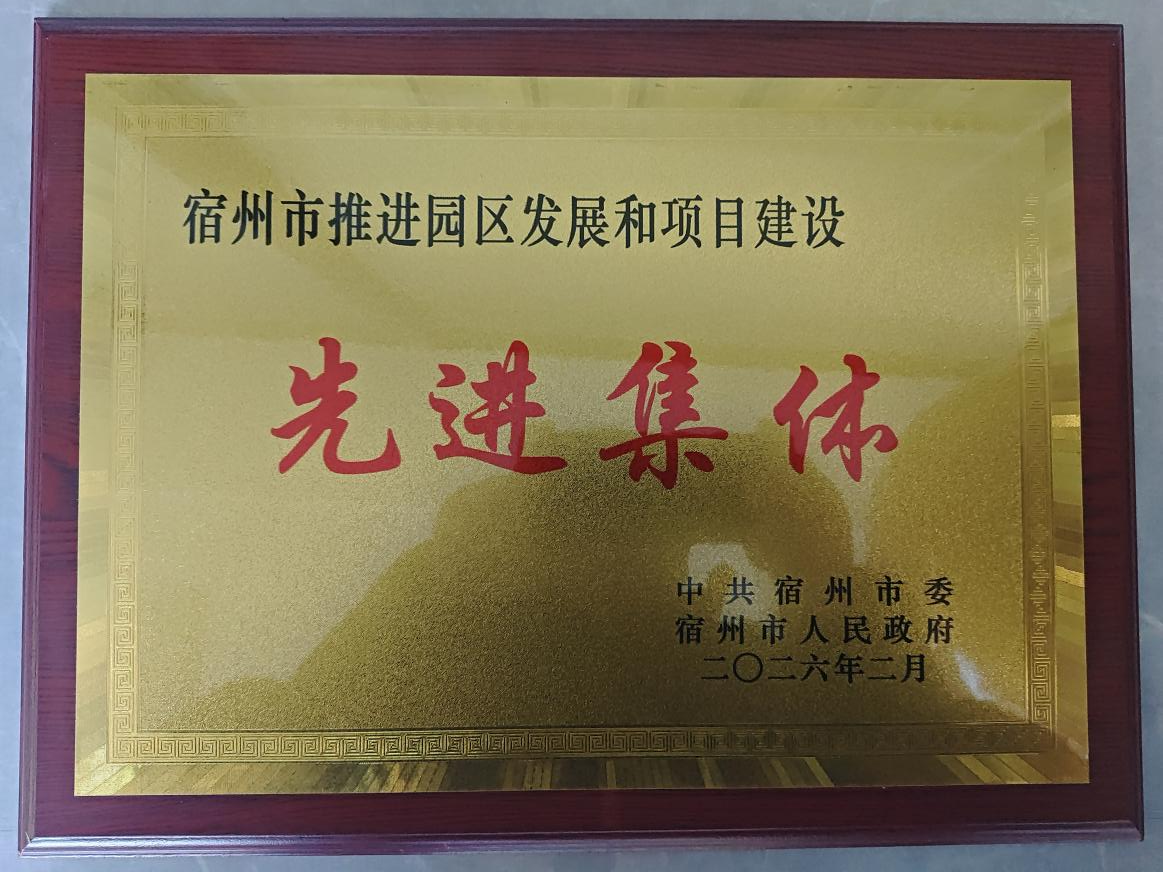 宿州市推进园区发展和项目建设
先进集体
中共宿州市委
宿州市人民政府
二〇二六年二月